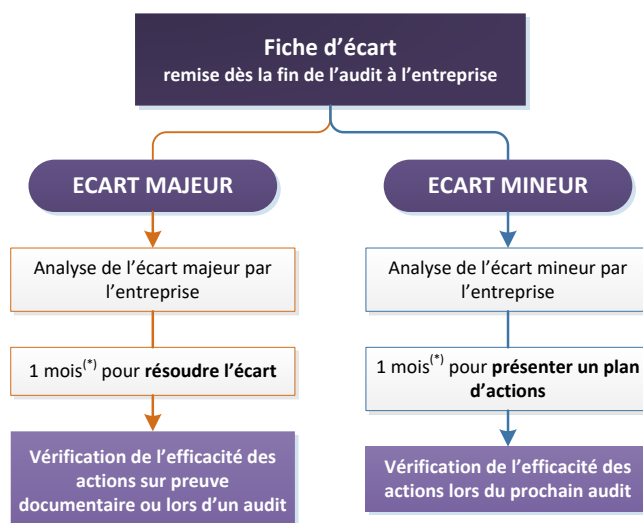 Fiche d’écart
remise dès la fin de l’audit à l’entreprise
ECART MAJEUR
Analyse de l’écart majeur par
l’entreprise
1 mois(*) pour résoudre l’écart
Vérification de l’efficacité des
actions sur preuve
documentaire ou lors d’un audit
ECART MINEUR
Analyse de l’écart mineur par
l’entreprise
1 mois(*) pour présenter un plan
d’actions
Vérification de l’efficacité des
actions lors du prochain audit